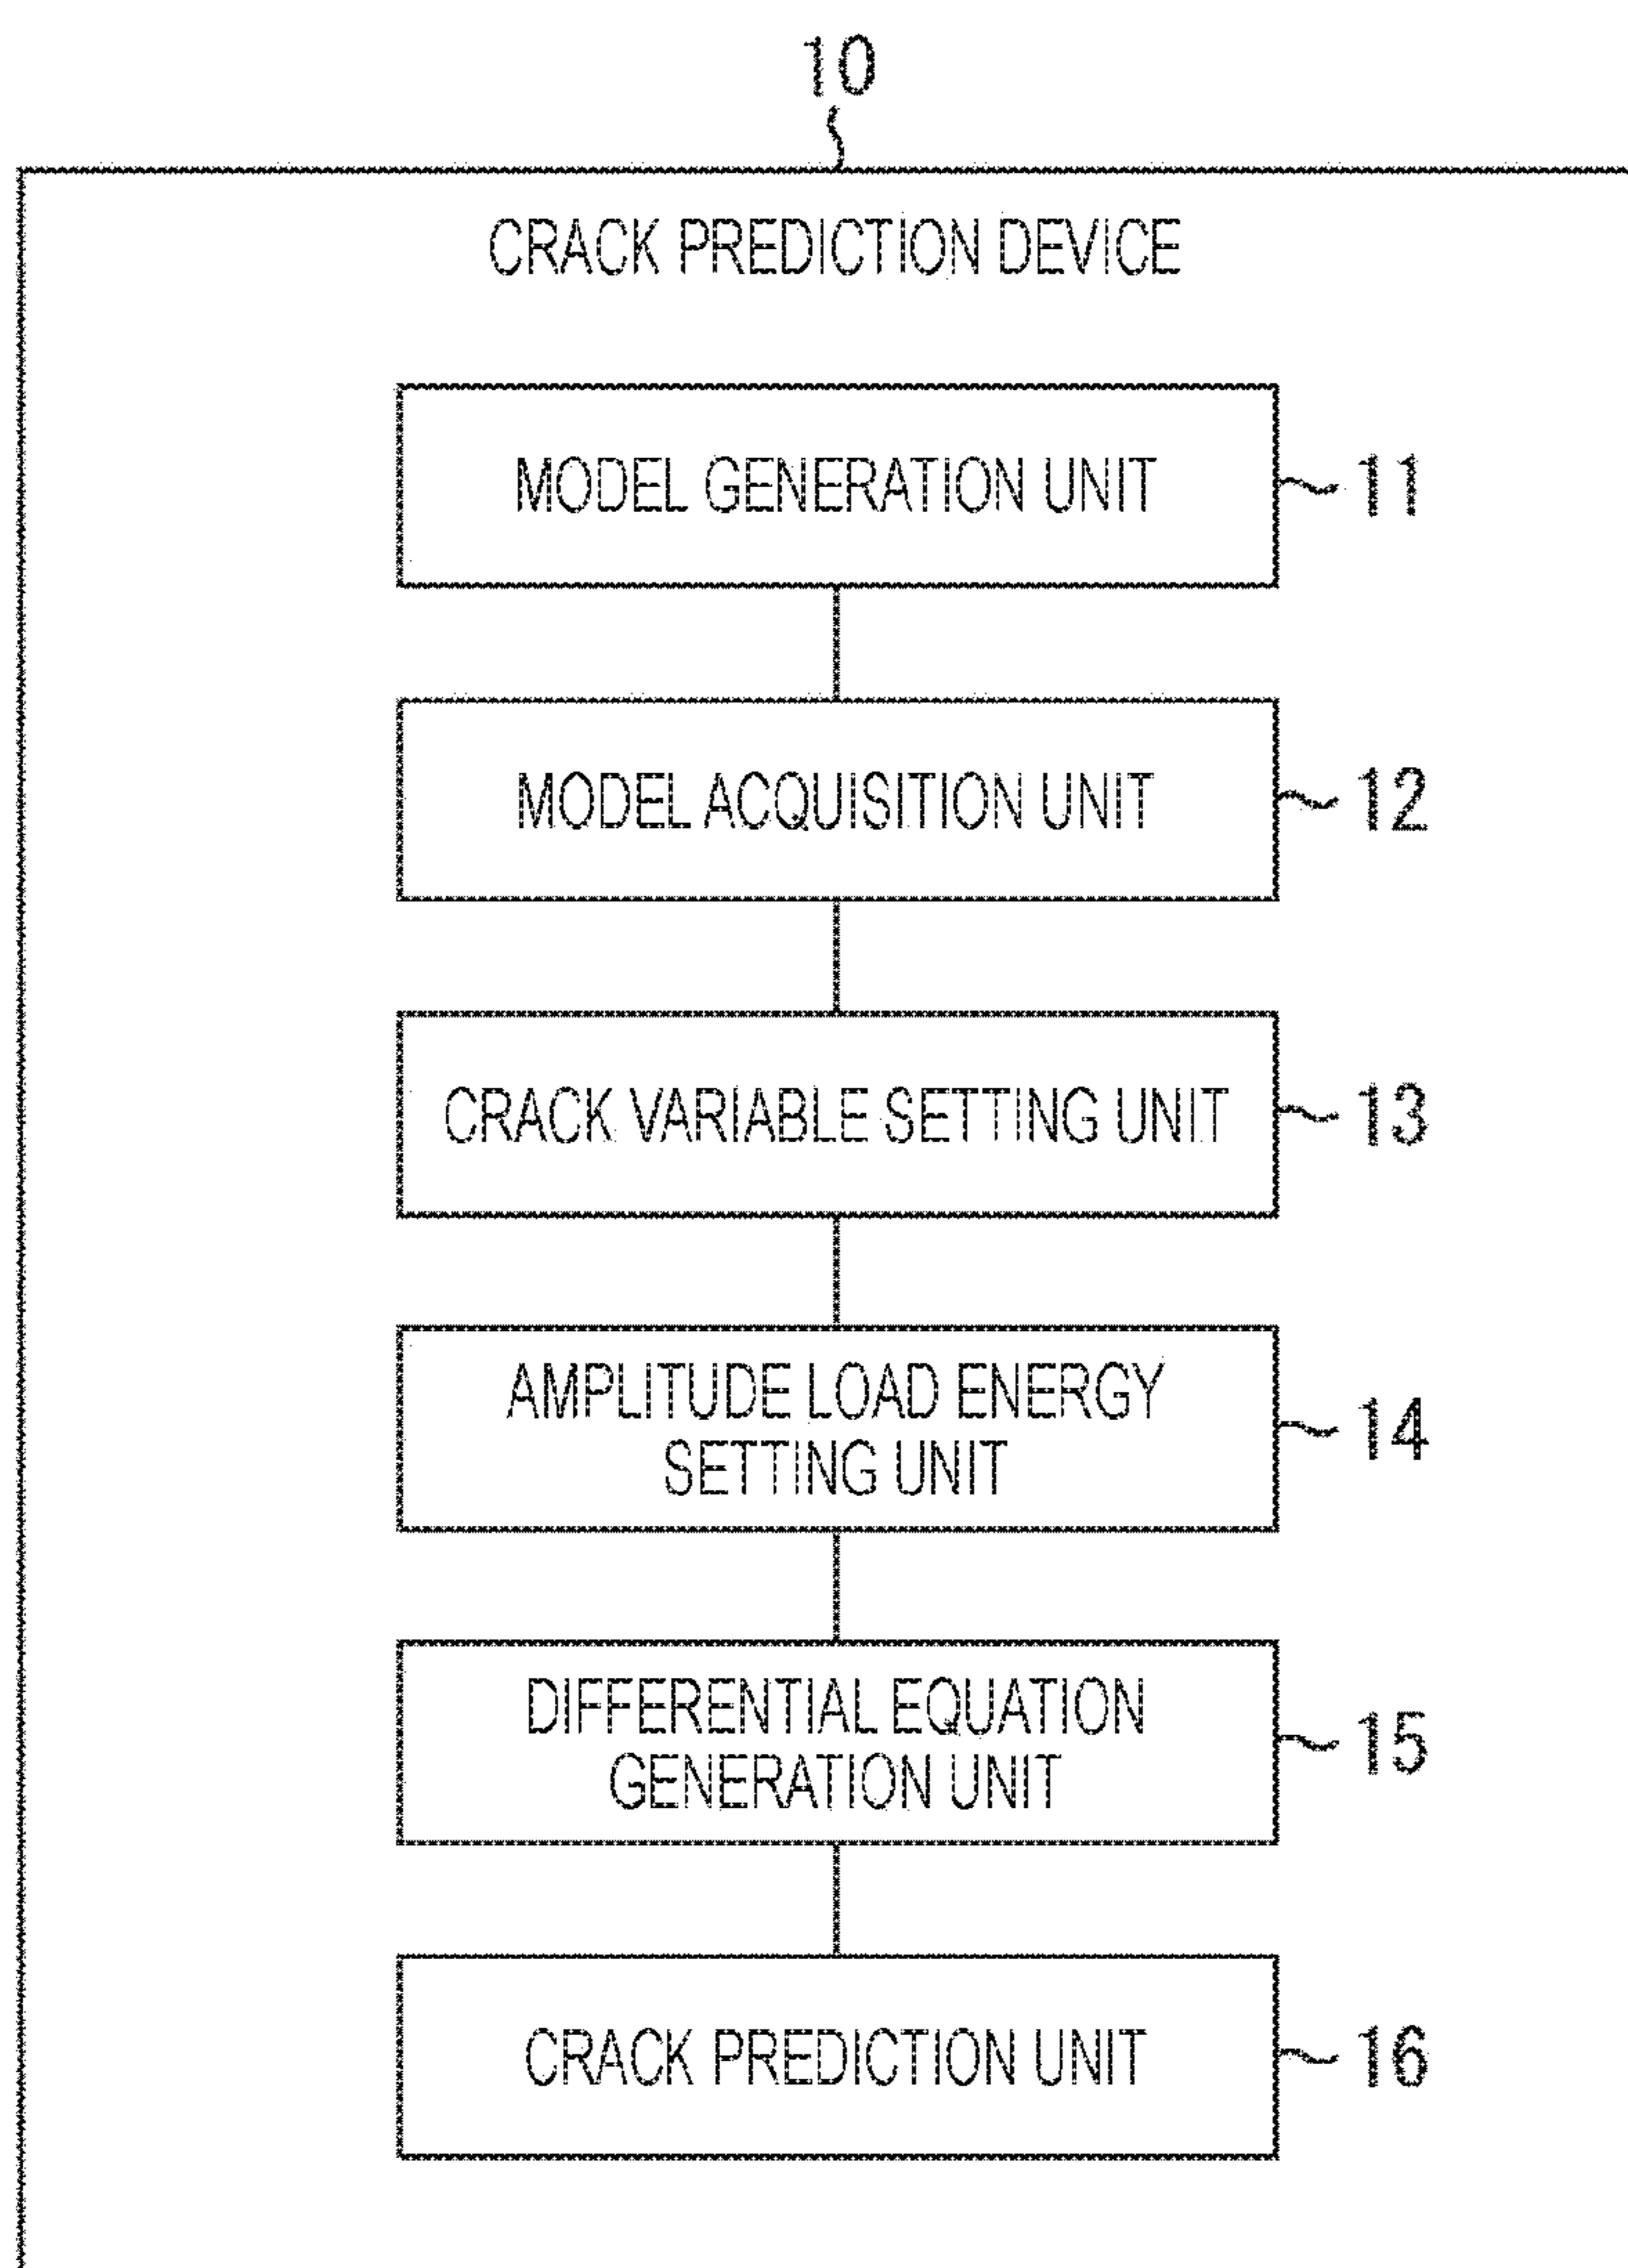 10
CRACK PREDICTION DEVICE
MODEL GENERATION UNIT
11
MODEL ACQUISITION UNIT
12
CRACK VARIABLE SETTING UNIT
13
AMPLITUDE LOAD ENERGY
SETTING UNIT
14
DIFFERENTIAL EQUATION
GENERATION UNIT
15
CRACK PREDICTION UNIT
16